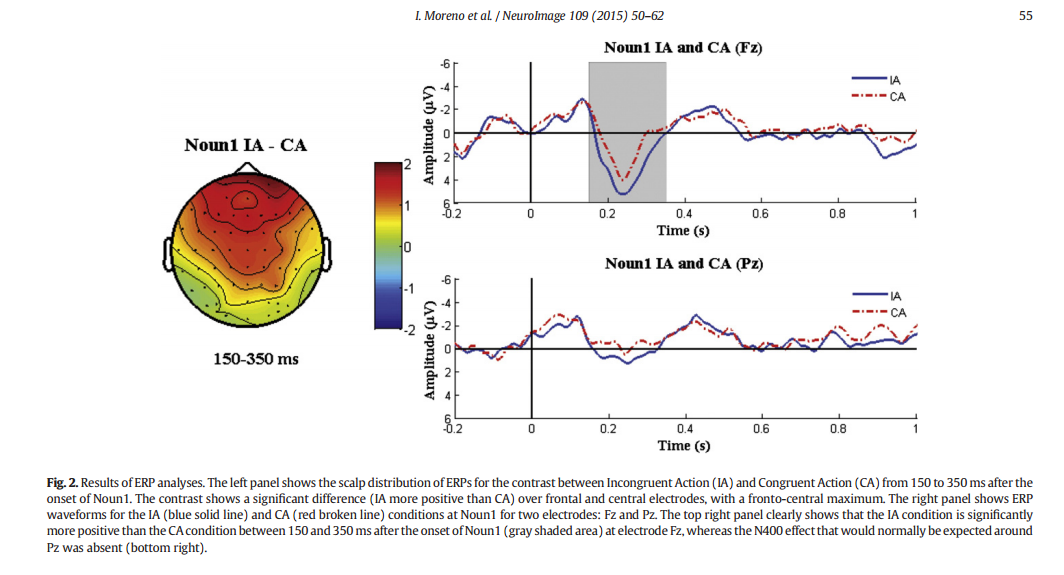 I. Moreno et al. / NeuroImage 109 (2015) 50–62
55
Noun1 IA - CA
2
1
0
-1
-2
150-350 ms
Noun1 IA and CA (Fz)
Amplitude (µV)
-6
-4
-2
0
2
4
6
IA
CA
-0.2 0 0.2 0.4 0.6 0.8 1
Time (s)
Noun1 IA and CA (Pz)
Amplitude (µV)
-6
-4
-2
0
2
4
6
IA
CA
-0.2 0 0.2 0.4 0.6 0.8 1
Time (s)
Fig. 2. Results of ERP analyses. The left panel shows the scalp distribution of ERPs for the contrast between Incongruent Action (IA) and Congruent Action (CA) from 150 to 350 ms after the
onset of Noun1. The contrast shows a significant difference (IA more positive than CA) over frontal and central electrodes, with a fronto-central maximum. The right panel shows ERP
waveforms for the IA (blue solid line) and CA (red broken line) conditions at Noun1 for two electrodes: Fz and Pz. The top right panel clearly shows that the IA condition is significantly
more positive than the CA condition between 150 and 350 ms after the onset of Noun1 (gray shaded area) at electrode Fz, whereas the N400 effect that would normally be expected around
Pz was absent (bottom right).